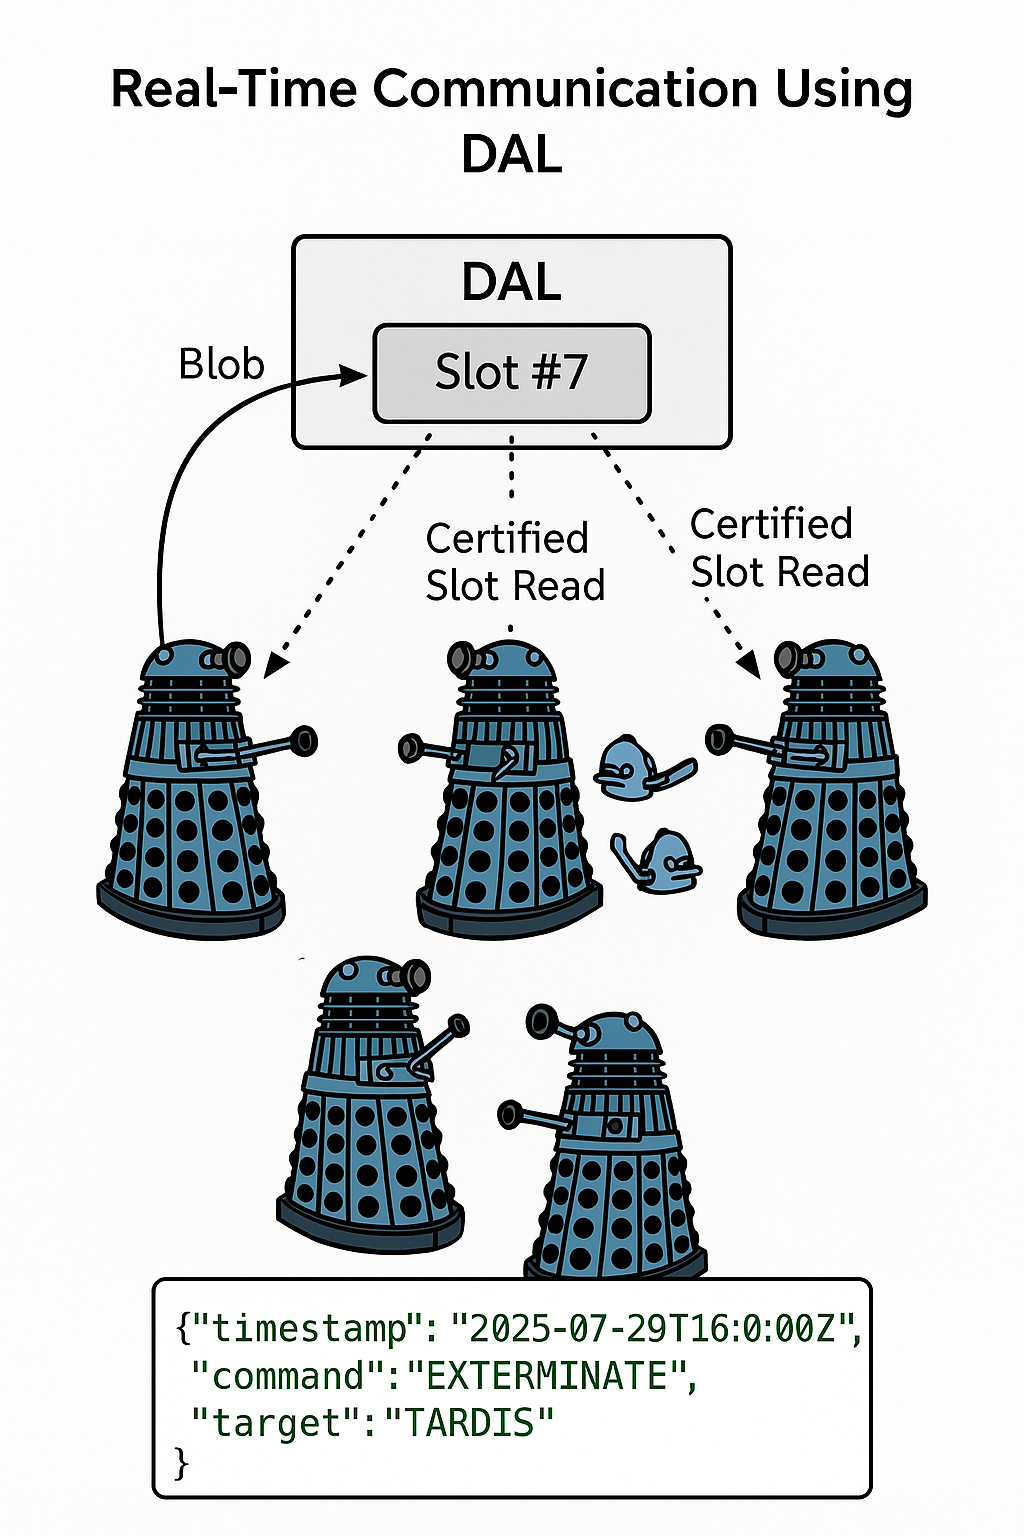 Real-Time Communication Using
DAL
DAL
Slot #7
Blob
Certified
Slot Read
Certified
Slot Read
{"timestamp": "2025-07-29T16:0:00Z",
"command":"EXTERMINATE",
"target":"TARDIS"
}